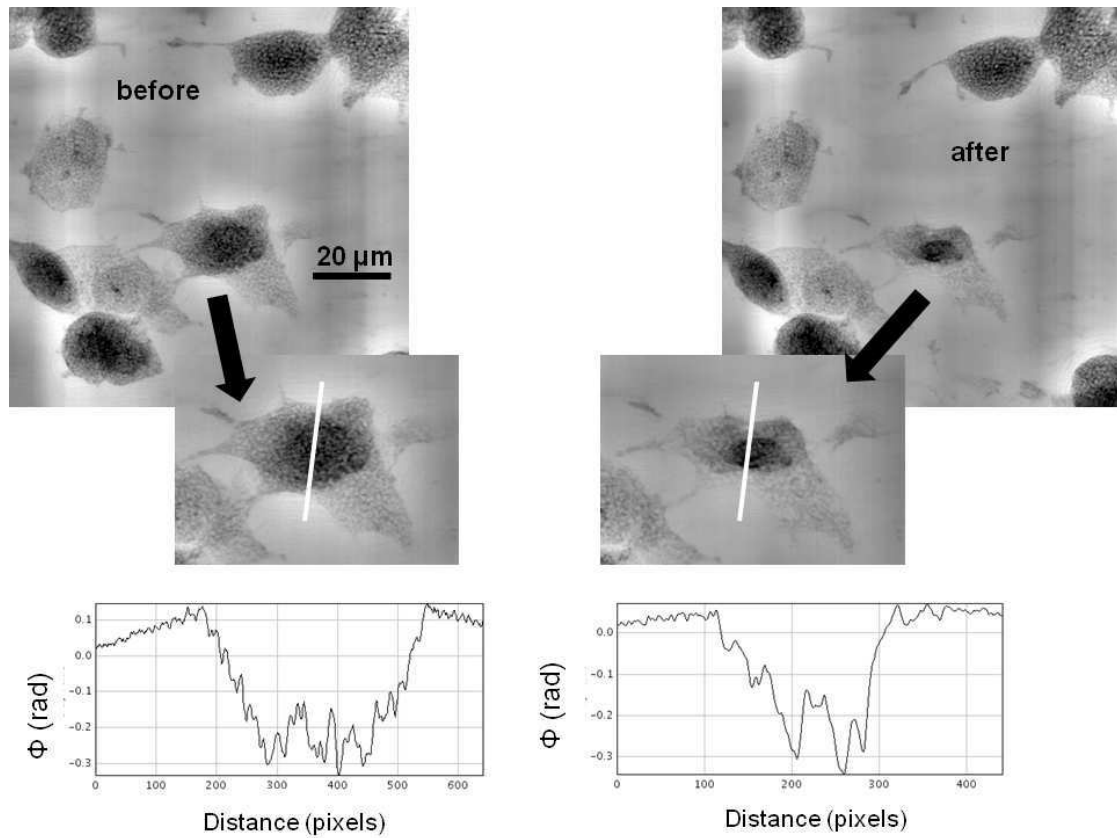 before
after
20 µm
0.1
0.0
−0.1
−0.2
−0.3
0 100 200 300 400 500 600
Φ (rad)
Distance (pixels)
0.0
−0.1
−0.2
−0.3
0 100 200 300 400
Φ (rad)
Distance (pixels)